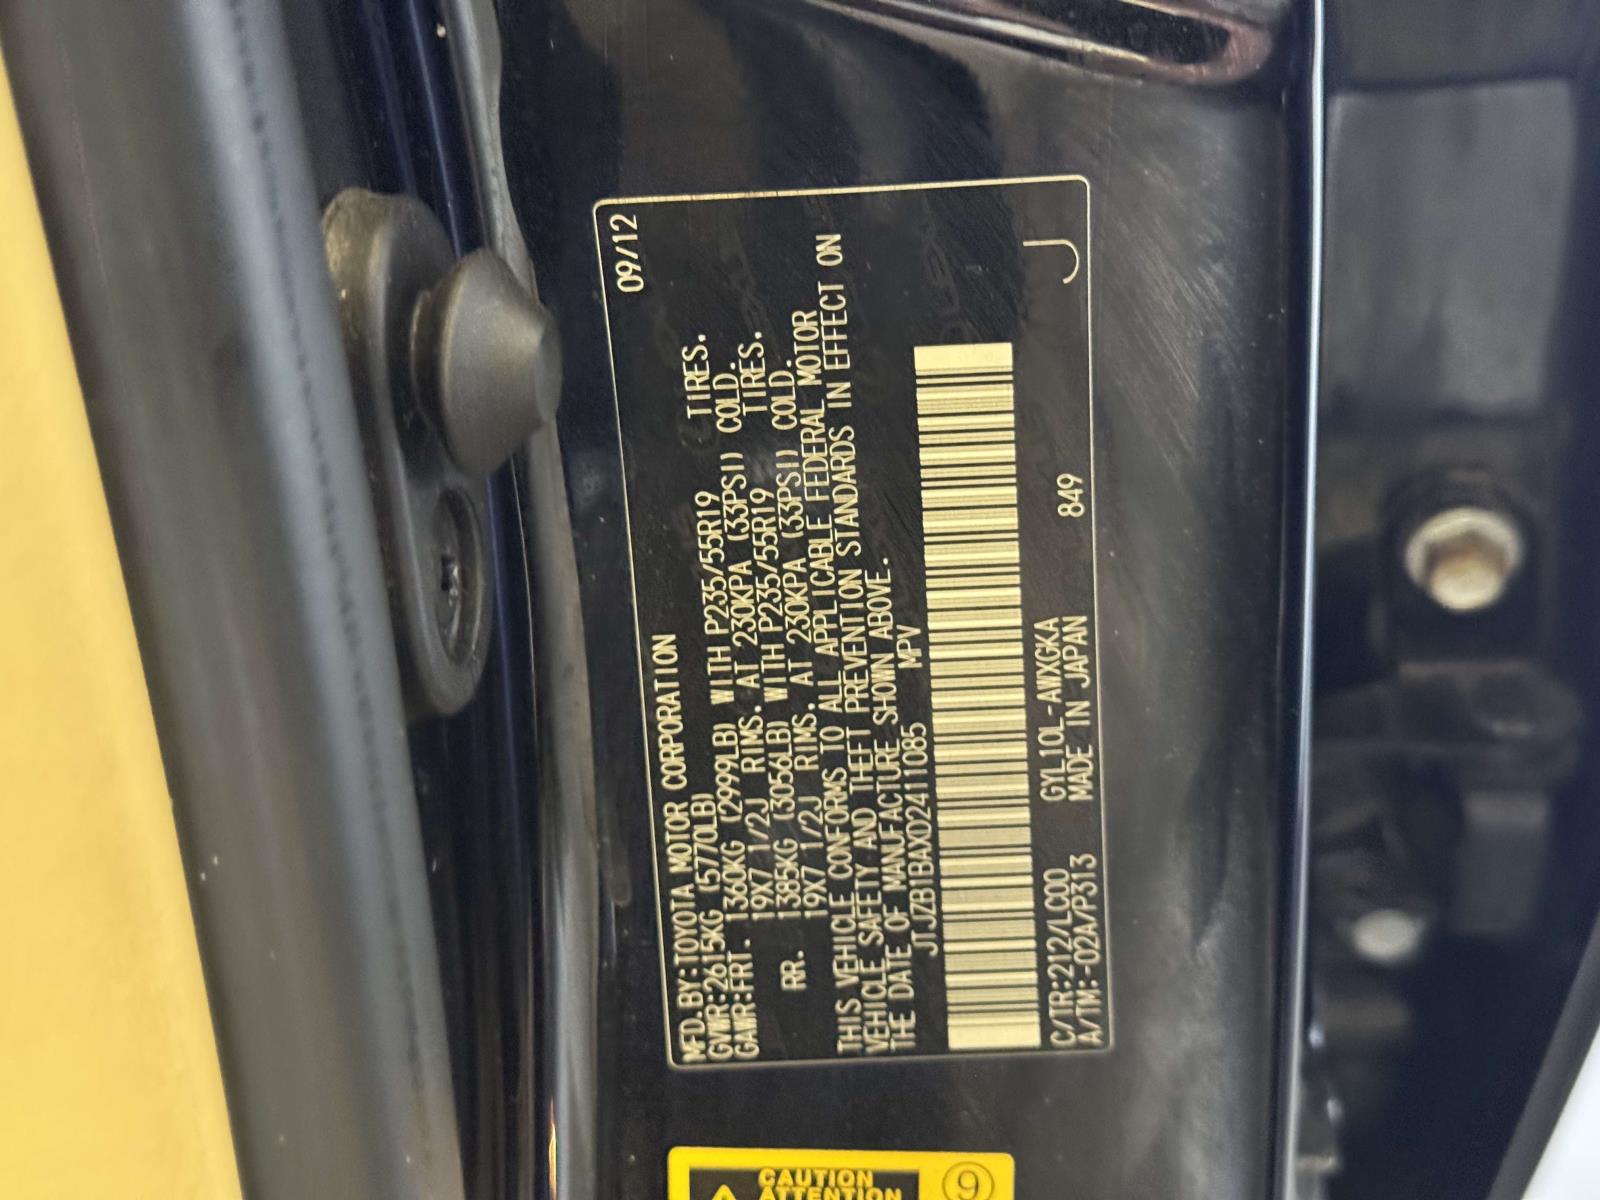 MFD.BY:TOYOTA MOTOR CORPORATION 09/12
GVWR:2615KG (5770LB)
GAWR:FRT. 1360KG (2999LB) WITH P235/55R19 TIRES.
19X7 1/2J RIMS. AT 230KPA (33PSI) COLD.
RR. 1385KG (3056LB) WITH P235/55R19 TIRES.
19X7 1/2J RIMS. AT 230KPA (33PSI) COLD.
THIS VEHICLE CONFORMS TO ALL APPLICABLE FEDERAL MOTOR
VEHICLE SAFETY AND THEFT PREVENTION STANDARDS IN EFFECT ON
THE DATE OF MANUFACTURE SHOWN ABOVE.
JTJZB1BAXD2411085 MPV
C/TR:212/LC00 GYL10L-AWXGKA 849
A/TM:-02A/P313 MADE IN JAPAN
J
CAUTION
ATTENTION
9